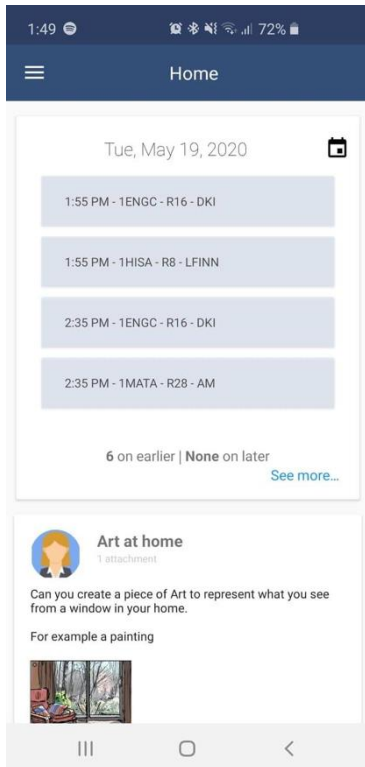 1:49 72%
Home
Tue, May 19, 2020
1:55 PM - 1ENGC - R16 - DKI
1:55 PM - 1HISA - R8 - LFINN
2:35 PM - 1ENGC - R16 - DKI
2:35 PM - 1MATA - R28 - AM
6 on earlier | None on later
See more...
Art at home
1 attachment
Can you create a piece of Art to represent what you see
from a window in your home.
For example a painting